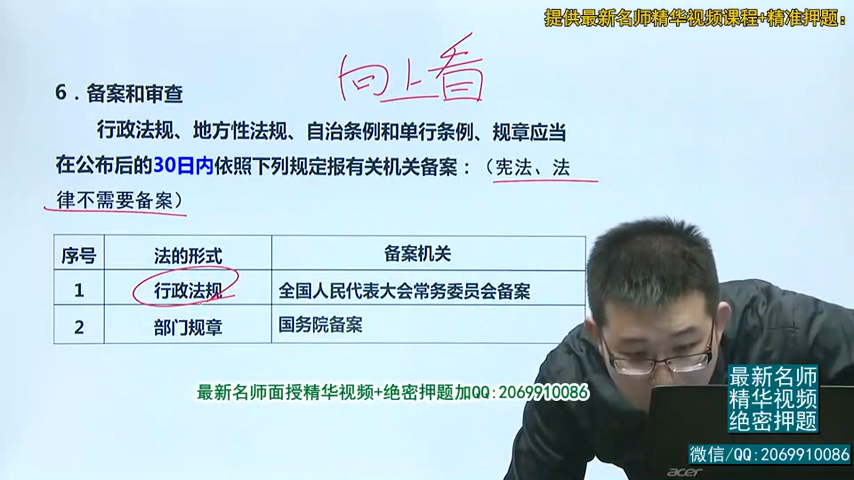 提供最新名师精华视频课程+精准押题:
向上看
6．备案和审查
行政法规、地方性法规、自治条例和单行条例、规章应当
在公布后的30日内依照下列规定报有关机关备案：（宪法、法
律不需要备案）
序号 法的形式 备案机关
1 行政法规 全国人民代表大会常务委员会备案
2 部门规章 国务院备案
最新名师面授精华视频+绝密押题加QQ:2069910086
最新名师
精华视频
绝密押题
微信/QQ:2069910086
acer